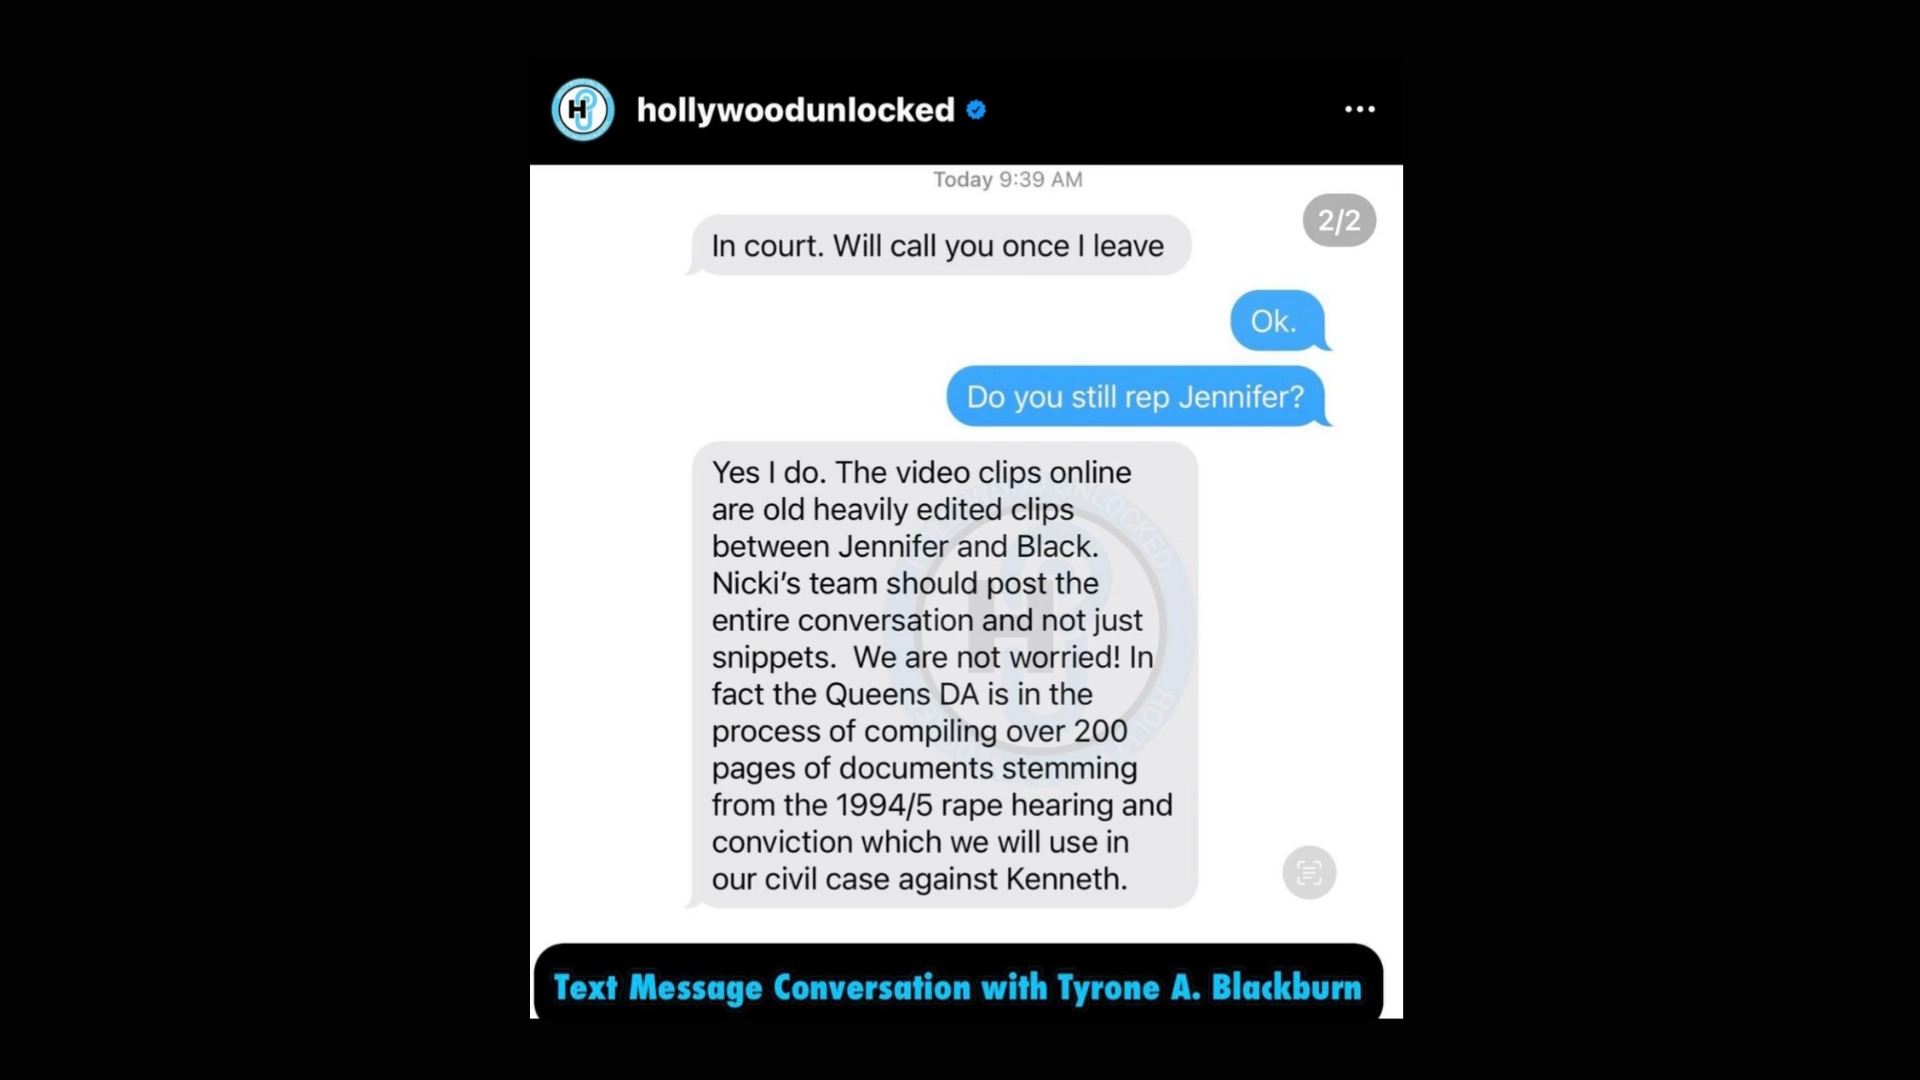 hollywoodunlocked
Today 9:39 AM
2/2
In court. Will call you once I leave
Ok.
Do you still rep Jennifer?
Yes I do. The video clips online
are old heavily edited clips
between Jennifer and Black.
Nicki’s team should post the
entire conversation and not just
snippets.  We are not worried! In
fact the Queens DA is in the
process of compiling over 200
pages of documents stemming
from the 1994/5 rape hearing and
conviction which we will use in
our civil case against Kenneth.
Text Message Conversation with Tyrone A. Blackburn